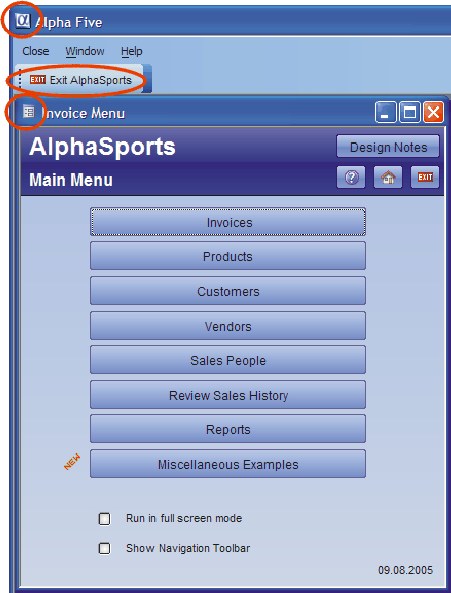 Alpha Five
Close Window Help
EXIT Exit AlphaSports
Invoice Menu
AlphaSports
Design Notes
Main Menu
EXIT
Invoices
Products
Customers
Vendors
Sales People
Review Sales History
Reports
NEW
Miscellaneous Examples
Run in full screen mode
Show Navigation Toolbar
09.08.2005